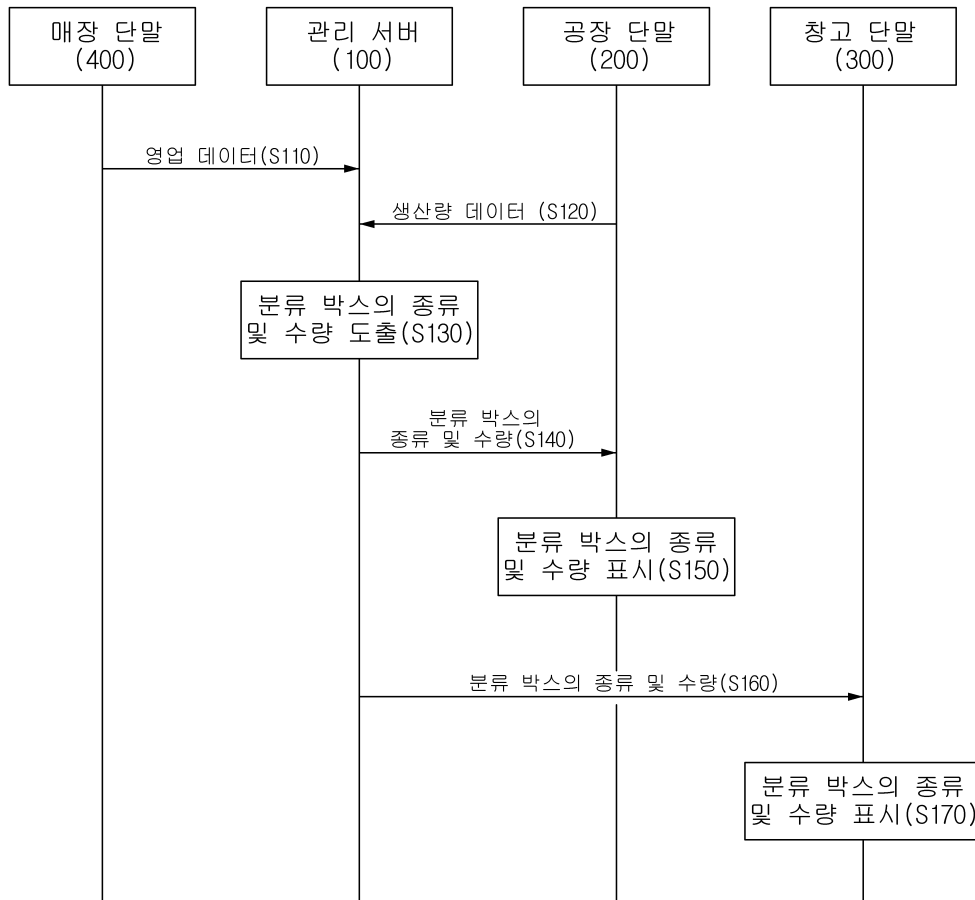 매장 단말
(400)
관리 서버
(100)
공장 단말
(200)
창고 단말
(300)
영업 데이터(S110)
생산량 데이터 (S120)
분류 박스의 종류
및 수량 도출(S130)
분류 박스의
종류 및 수량(S140)
분류 박스의 종류
및 수량 표시(S150)
분류 박스의 종류 및 수량(S160)
분류 박스의 종류
및 수량 표시(S170)